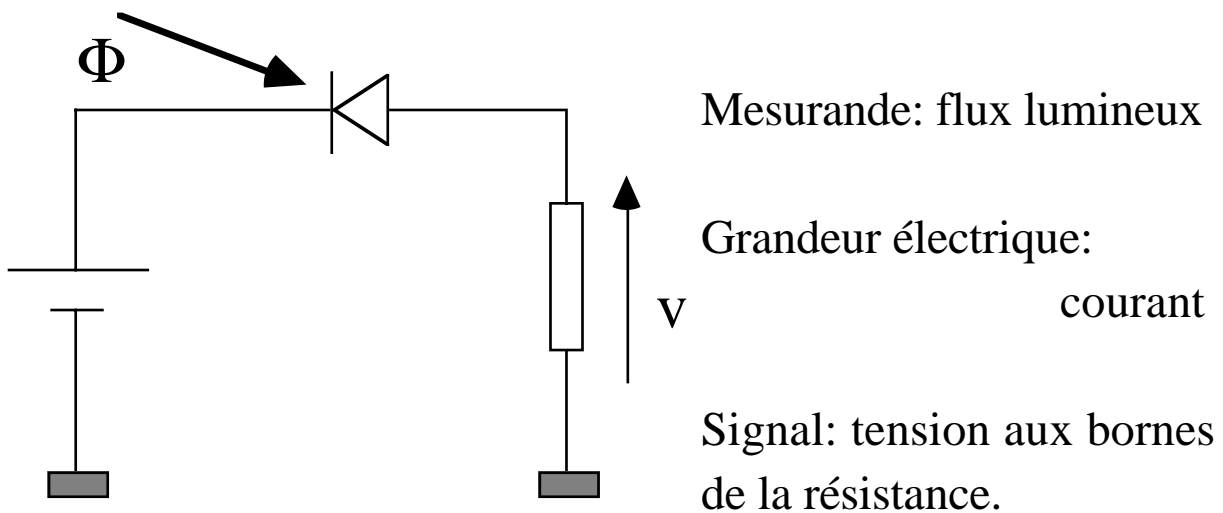 Φ
Mesurande: flux lumineux
Grandeur électrique:
courant
v
Signal: tension aux bornes
de la résistance.